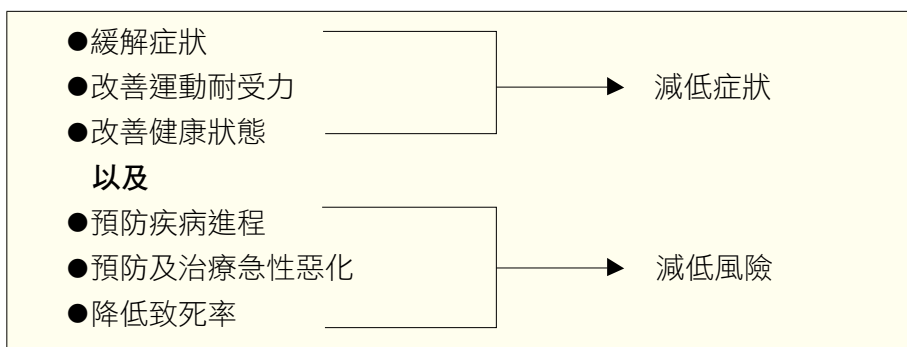 ●緩解症狀
●改善運動耐受力
●改善健康狀態
減低症狀
以及
●預防疾病進程
●預防及治療急性惡化
●降低致死率
減低風險